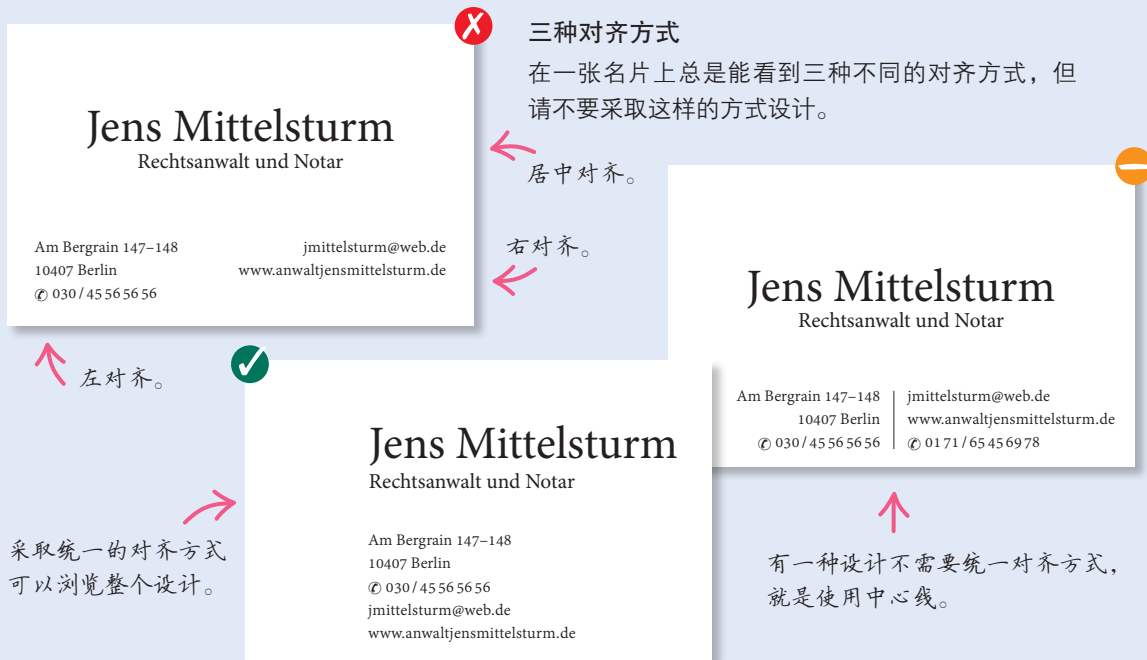 三种对齐方式
在一张名片上总是能看到三种不同的对齐方式，但
请不要采取这样的方式设计。
Jens Mittelsturm
Rechtsanwalt und Notar
Am Bergrain 147–148
10407 Berlin
✆ 030 / 45 56 56 56
jmittelsturm@web.de
www.anwaltjensmittelsturm.de
居中对齐。
右对齐。
左对齐。
Jens Mittelsturm
Rechtsanwalt und Notar
Am Bergrain 147–148
10407 Berlin
✆ 030 / 45 56 56 56
jmittelsturm@web.de
www.anwaltjensmittelsturm.de
✆ 01 71 / 65 45 69 78
有一种设计不需要统一对齐方式，
就是使用中心线。
Jens Mittelsturm
Rechtsanwalt und Notar
Am Bergrain 147–148
10407 Berlin
✆ 030 / 45 56 56 56
jmittelsturm@web.de
www.anwaltjensmittelsturm.de
采取统一的对齐方式
可以浏览整个设计。